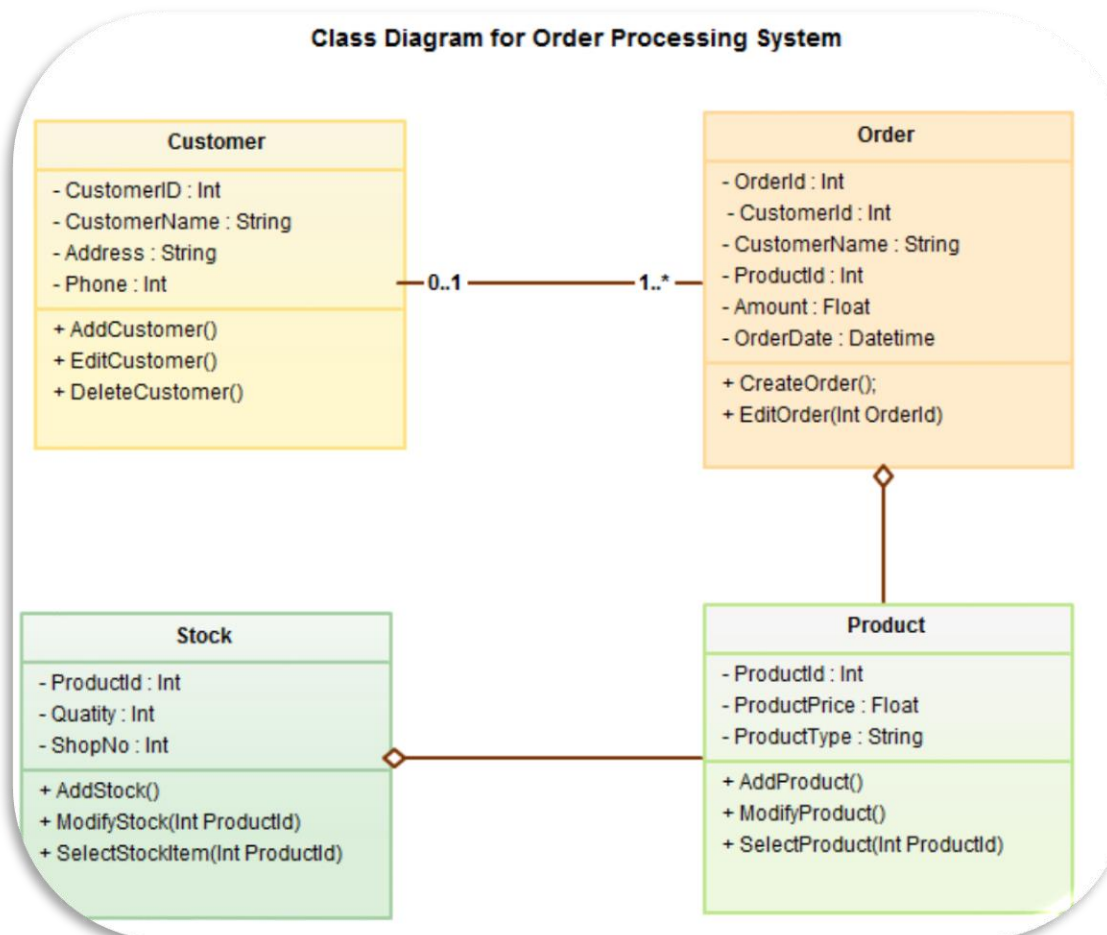 Class Diagram for Order Processing System
Customer
- CustomerID : Int
- CustomerName : String
- Address : String
- Phone : Int
+ AddCustomer()
+ EditCustomer()
+ DeleteCustomer()
0..1
1..*
Order
- OrderId : Int
- CustomerId : Int
- CustomerName : String
- ProductId : Int
- Amount : Float
- OrderDate : Datetime
+ CreateOrder();
+ EditOrder(Int OrderId)
Stock
- ProductId : Int
- Quatity : Int
- ShopNo : Int
+ AddStock()
+ ModifyStock(Int ProductId)
+ SelectStockItem(Int ProductId)
Product
- ProductId : Int
- ProductPrice : Float
- ProductType : String
+ AddProduct()
+ ModifyProduct()
+ SelectProduct(Int ProductId)